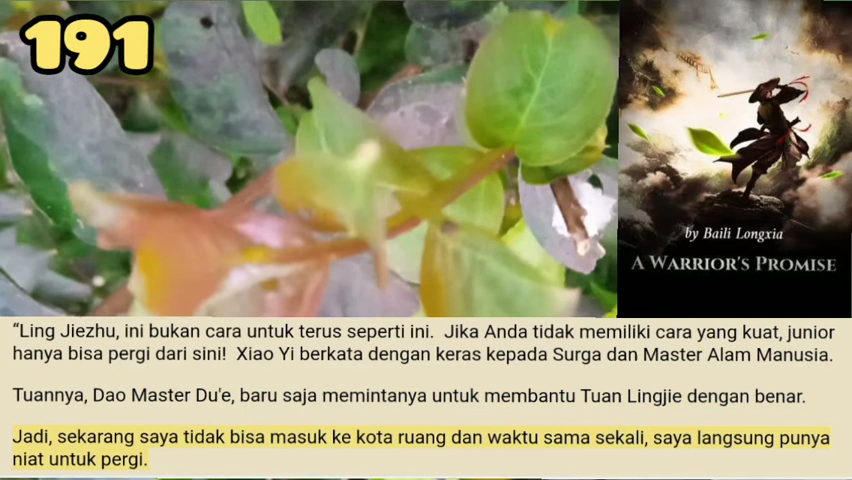 191
by Baili Longxia
A WARRIOR'S PROMISE
“Ling Jiezhu, ini bukan cara untuk terus seperti ini. Jika Anda tidak memiliki cara yang kuat, junior
hanya bisa pergi dari sini! Xiao Yi berkata dengan keras kepada Surga dan Master Alam Manusia.
Tuannya, Dao Master Du'e, baru saja memintanya untuk membantu Tuan Lingjie dengan benar.
Jadi, sekarang saya tidak bisa masuk ke kota ruang dan waktu sama sekali, saya langsung punya
niat untuk pergi.